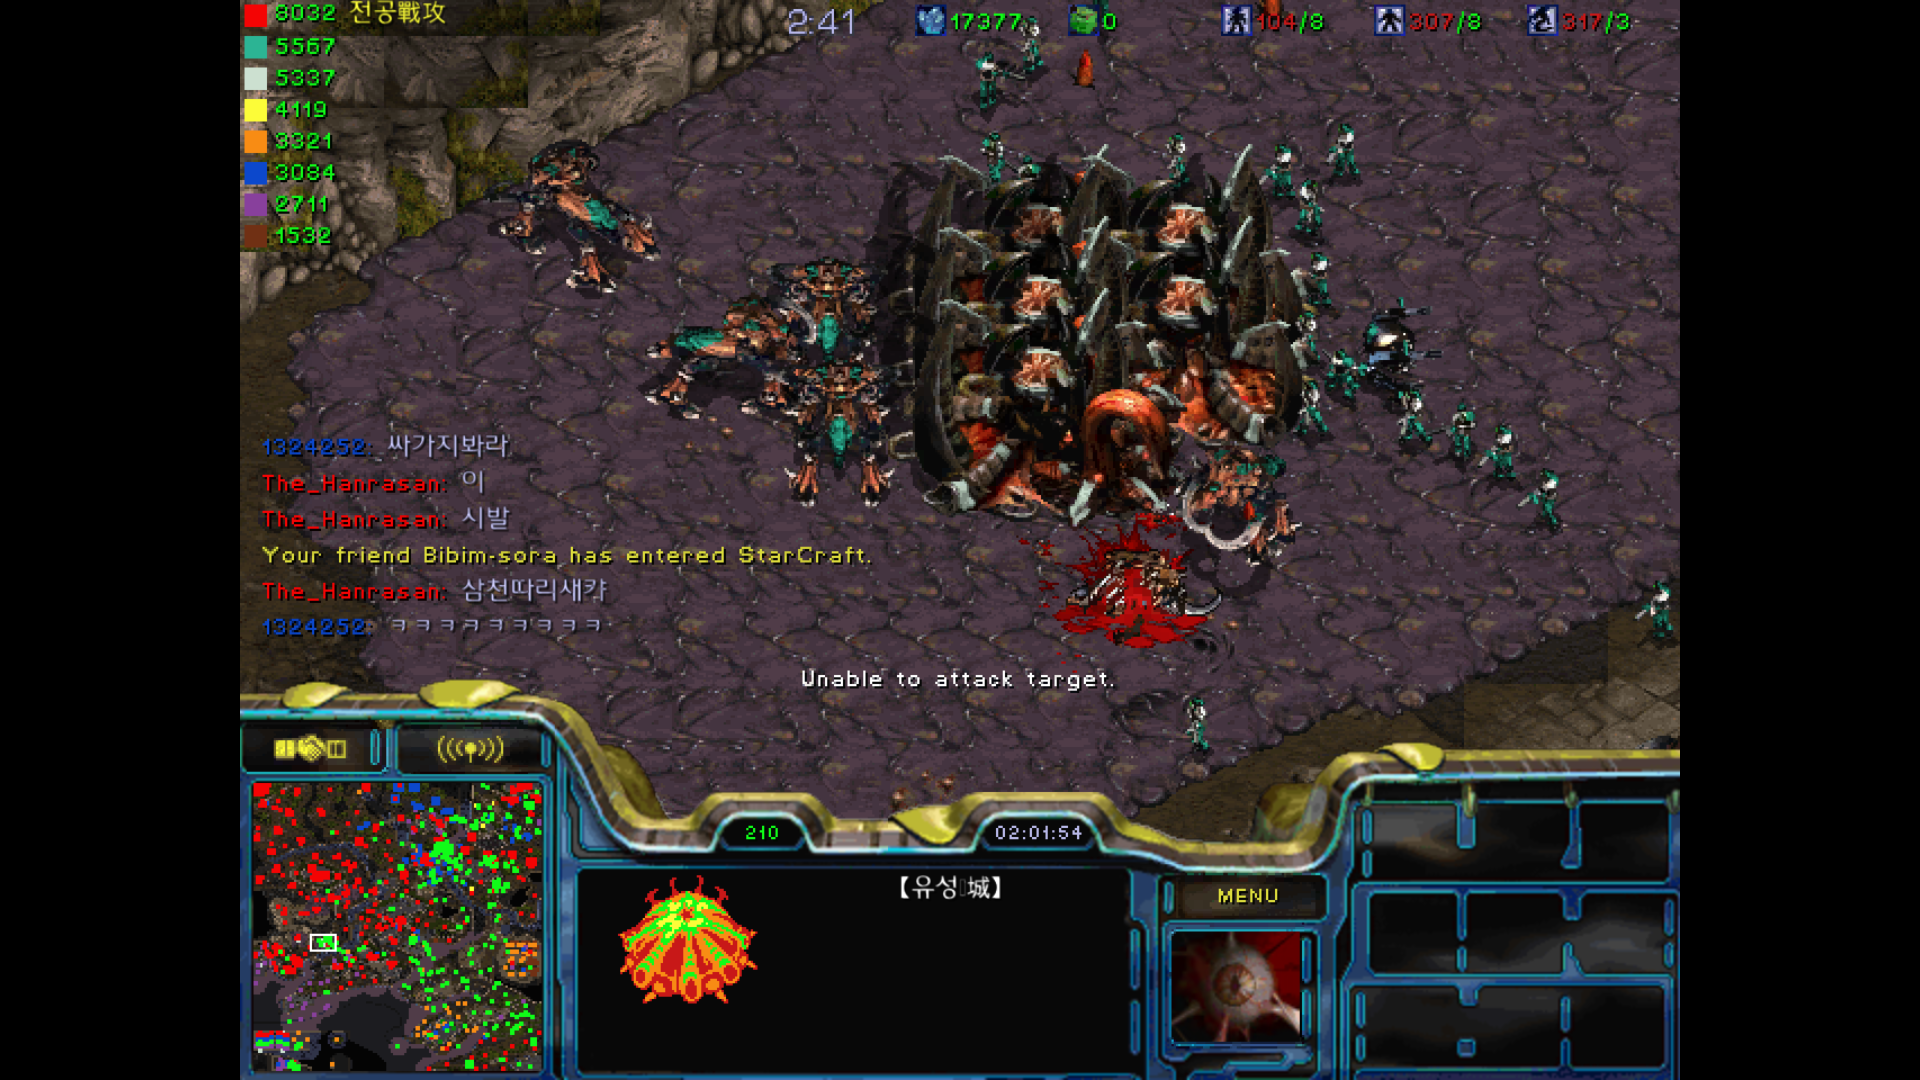 8032 전공戰攻
5567
5337
4119
3321
3084
2711
1532
2:41
17377
0
104/8
307/8
317/3
1324252: 싸가지봐라
The_Hanrasan: 이
The_Hanrasan: 시발
Your friend Bibim-sora has entered StarCraft.
The_Hanrasan: 삼천따리새캬
1324252: ㅋㅋㅋㅋㅋㅋㅋㅋㅋ
Unable to attack target.
210
02:01:54
【유성 城】
MENU